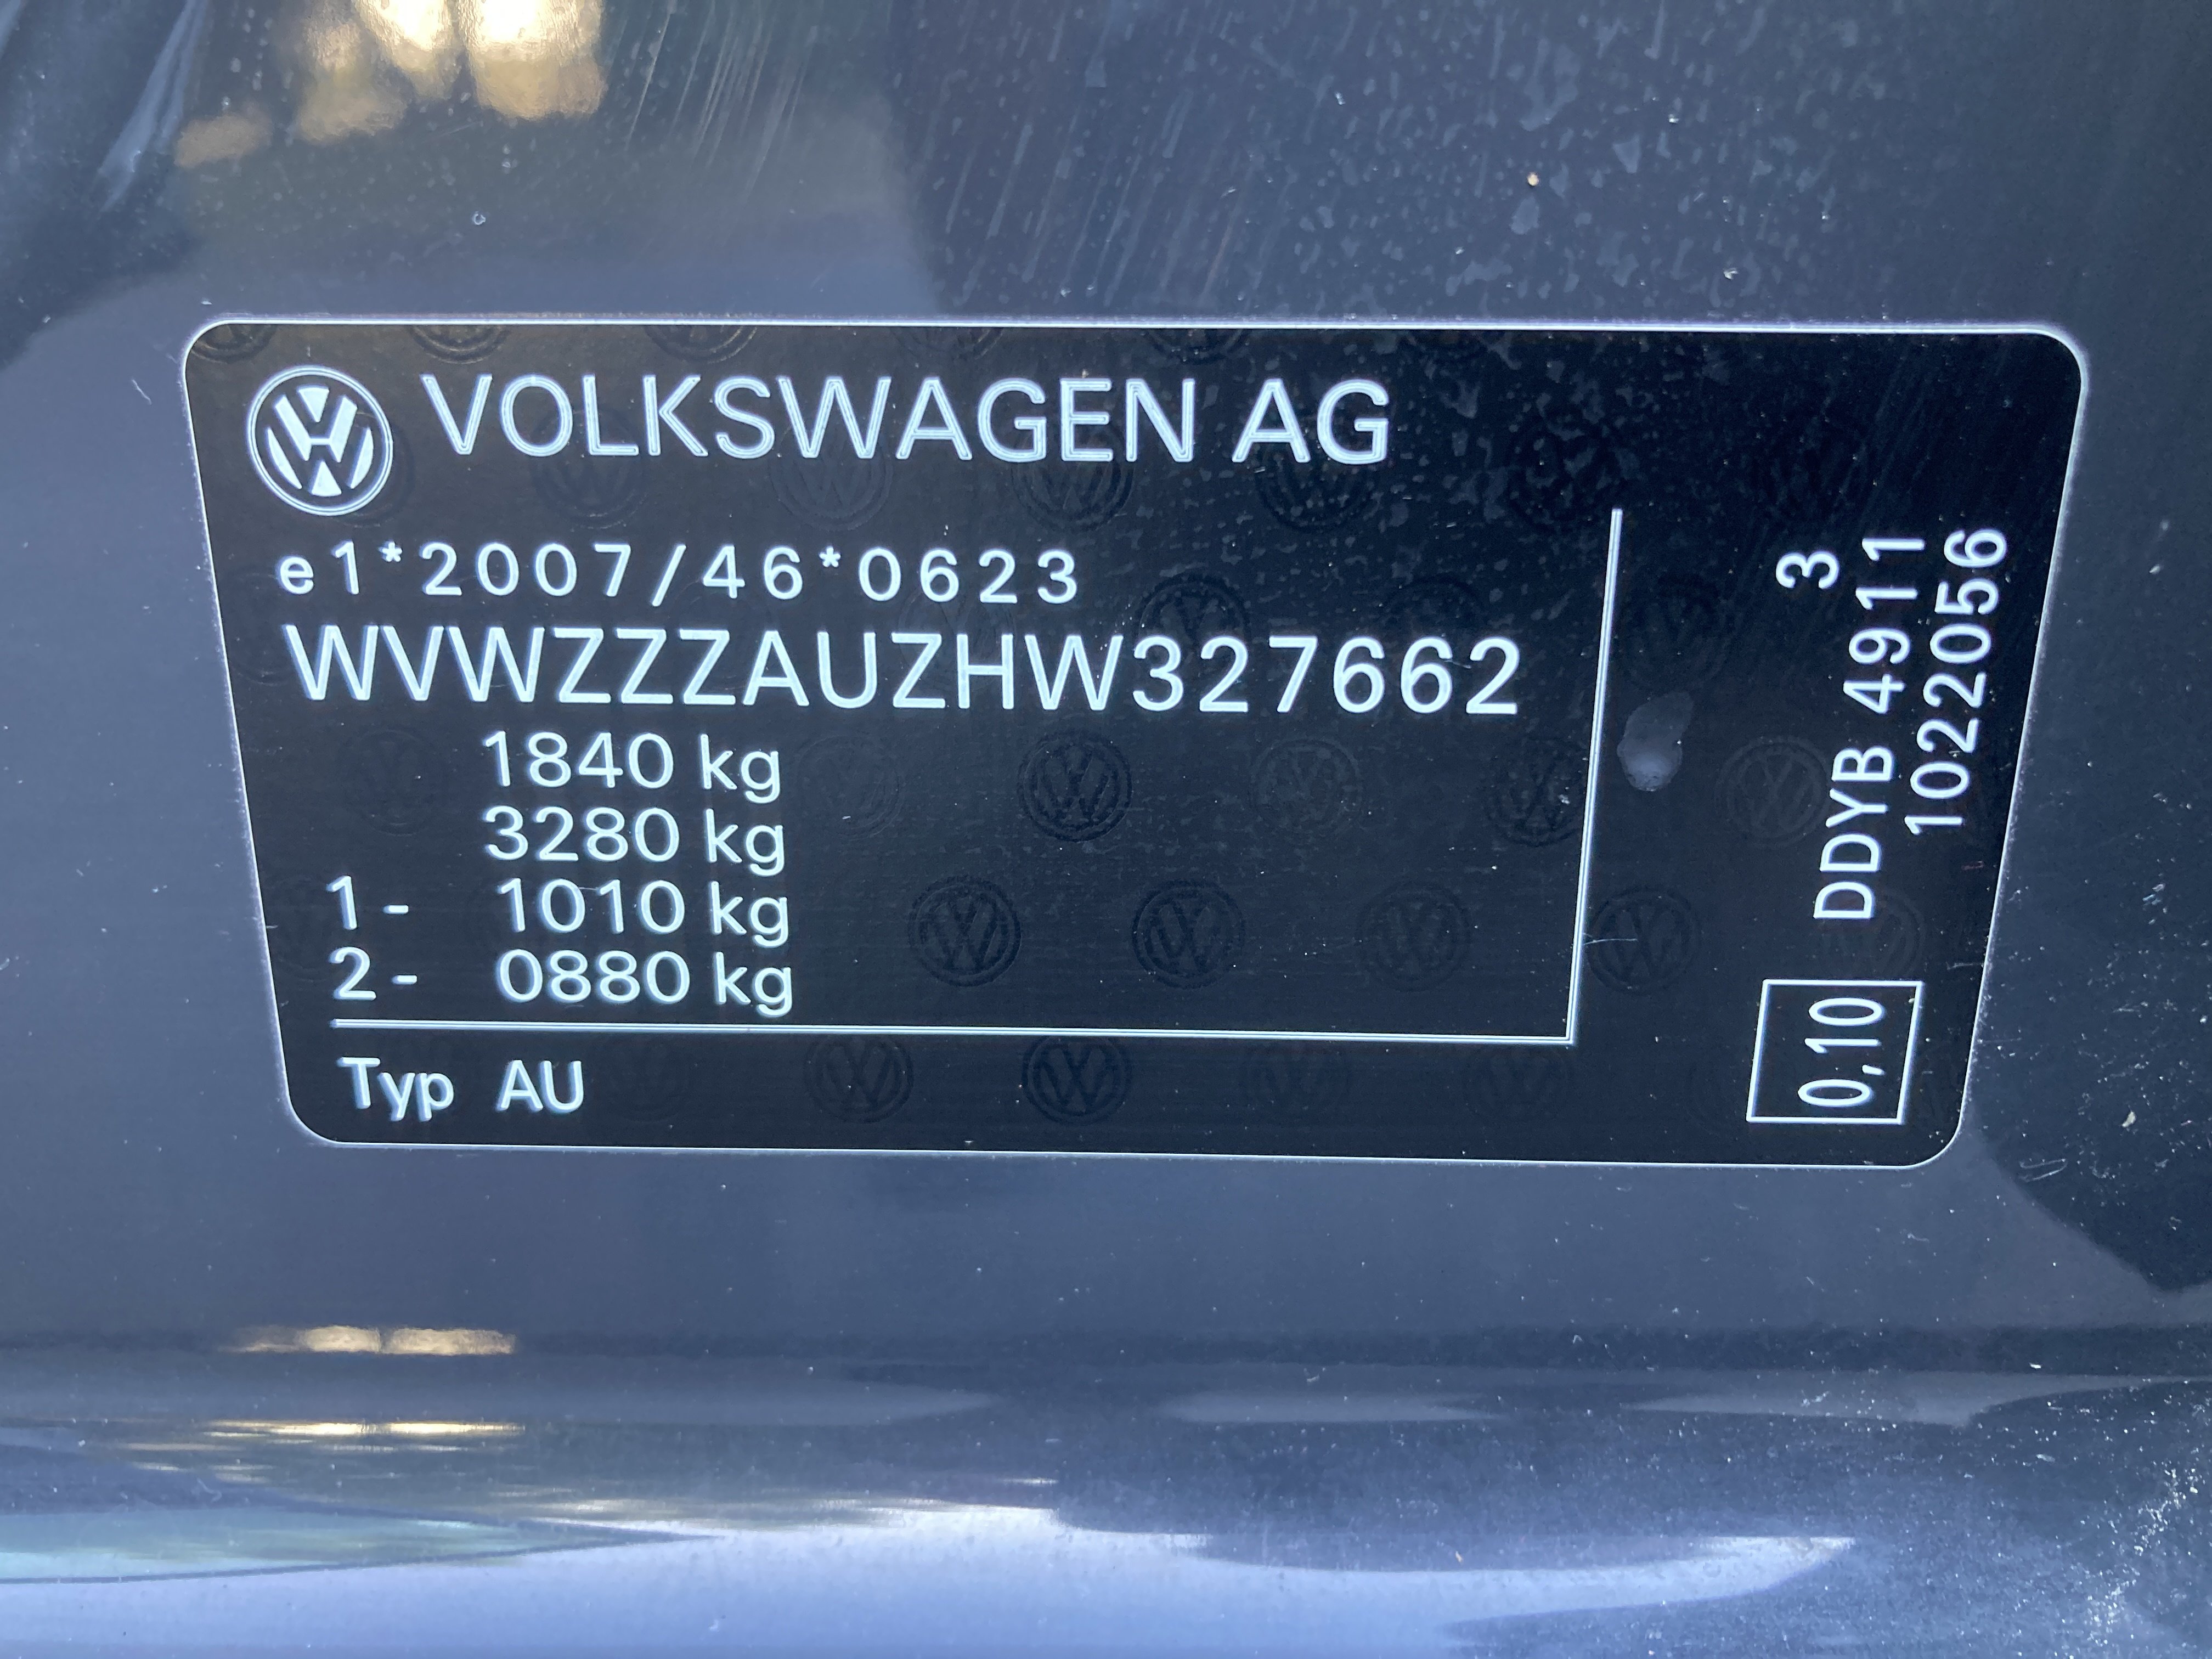 VOLKSWAGEN AG
e1*2007/46*0623
WVWZZZAUZHW327662
1840 kg
3280 kg
1- 1010 kg
2- 0880 kg
Typ AU
3
DDYB 4911
1022056
0,10